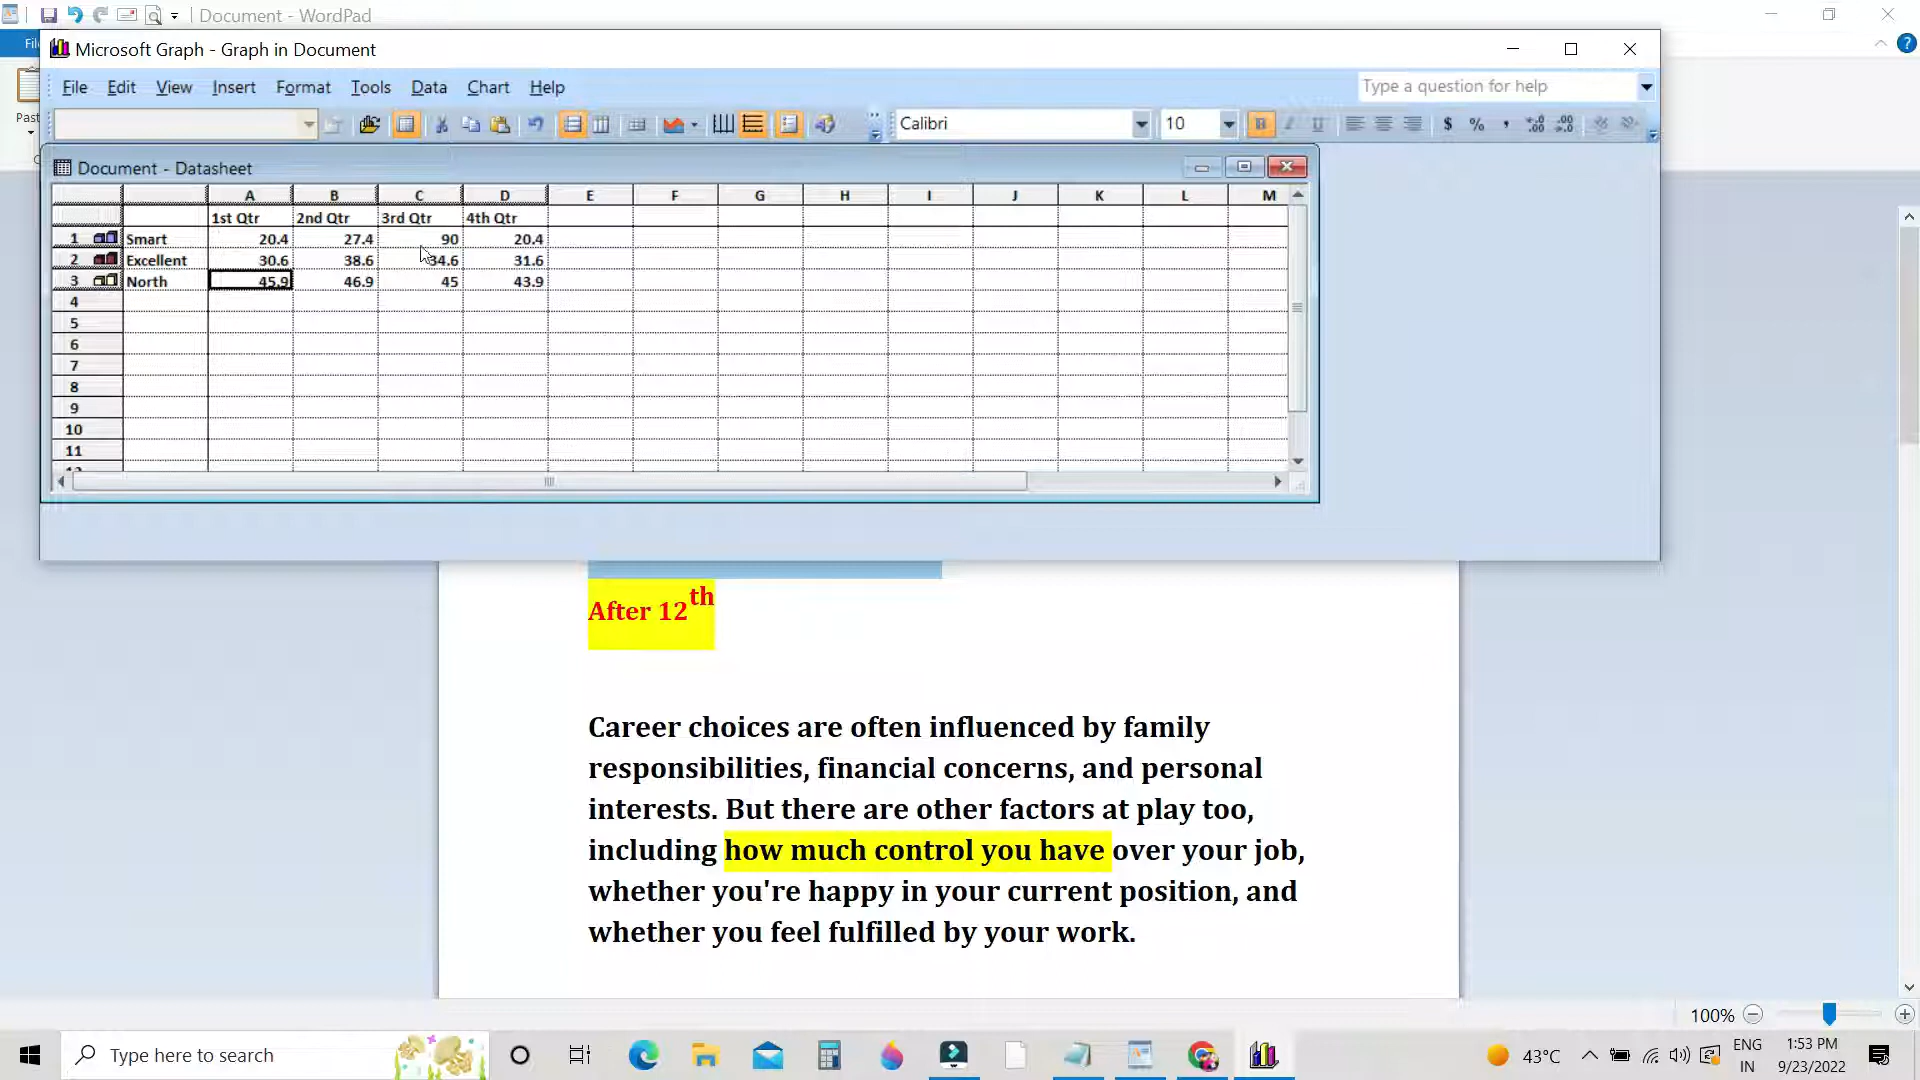 Document - WordPad
File
Microsoft Graph - Graph in Document
File Edit View Insert Format Tools Data Chart Help
Type a question for help
Past
Calibri 10 B I U $ % ,
Document - Datasheet
A B C D E F G H I J K L M
1st Qtr 2nd Qtr 3rd Qtr 4th Qtr
1 Smart 20.4 27.4 90 20.4
2 Excellent 30.6 38.6 34.6 31.6
3 North 45.9 46.9 45 43.9
4
5
6
7
8
9
10
11
12
After 12th
Career choices are often influenced by family
responsibilities, financial concerns, and personal
interests. But there are other factors at play too,
including how much control you have over your job,
whether you're happy in your current position, and
whether you feel fulfilled by your work.
100%
Type here to search
43°C
ENG
IN
1:53 PM
9/23/2022